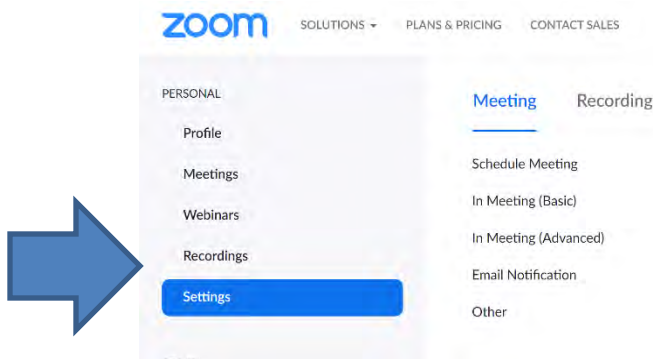 zoom SOLUTIONS PLANS & PRICING CONTACT SALES
PERSONAL
Profile
Meetings
Webinars
Recordings
Settings
Meeting Recording
Schedule Meeting
In Meeting (Basic)
In Meeting (Advanced)
Email Notification
Other